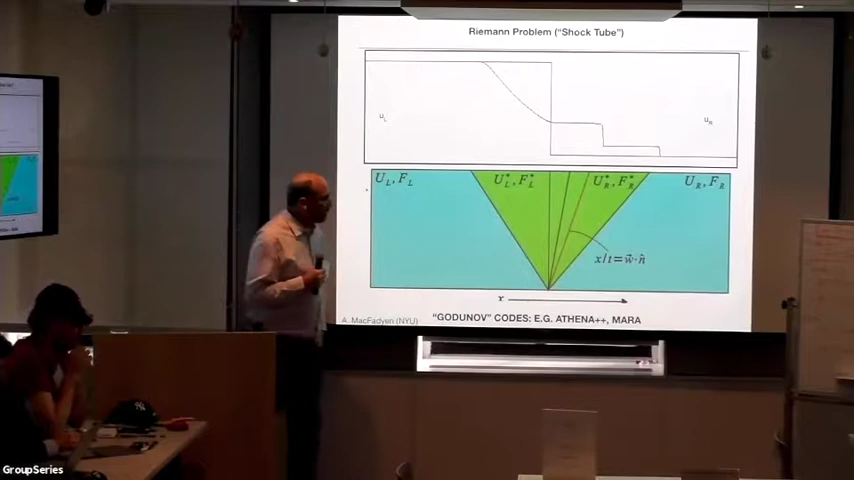 Riemann Problem ("Shock Tube")
u_L
u_R
U_L, F_L
U*_L, F*_L
U*_R, F*_R
U_R, F_R
x/t=w⃗·n̂
x
A. MacFadyen (NYU)
"GODUNOV" CODES: E.G. ATHENA++, MARA
GroupSeries